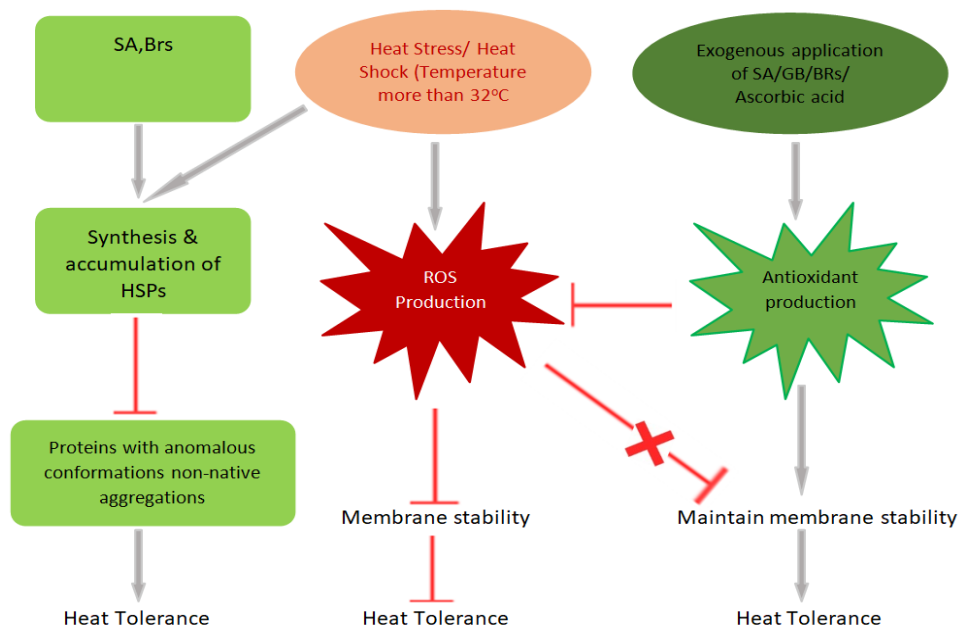 SA,Brs
Heat Stress/ Heat
Shock (Temperature
more than 32°C
Exogenous application
of SA/GB/BRs/
Ascorbic acid
Synthesis &
accumulation of
HSPs
ROS
Production
Antioxidant
production
Proteins with anomalous
conformations non-native
aggregations
Membrane stability
Maintain membrane stability
Heat Tolerance
Heat Tolerance
Heat Tolerance